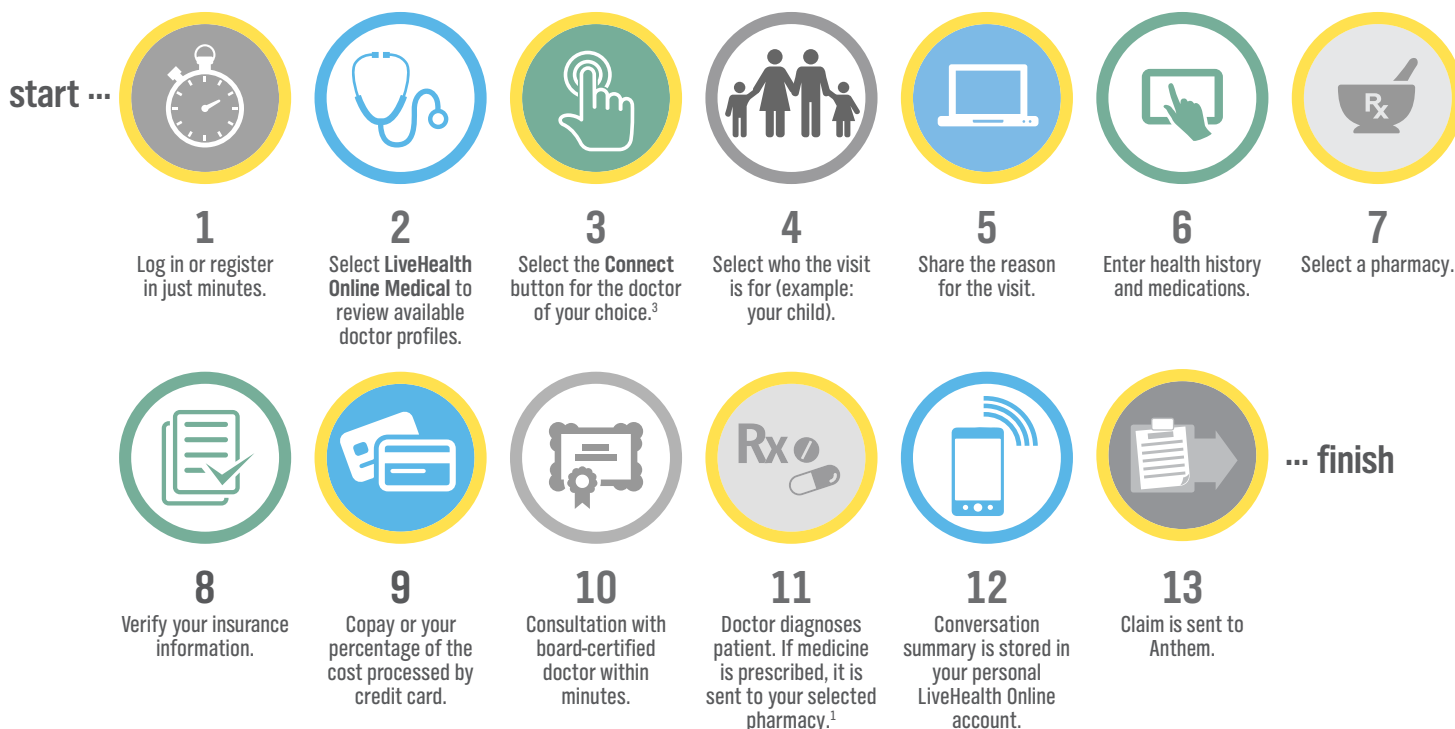 start ...
1
Log in or register
in just minutes.
2
Select LiveHealth
Online Medical to
review available
doctor profiles.
3
Select the Connect
button for the doctor
of your choice.3
4
Select who the visit
is for (example:
your child).
5
Share the reason
for the visit.
6
Enter health history
and medications.
Rx
7
Select a pharmacy.
8
Verify your insurance
information.
9
Copay or your
percentage of the
cost processed by
credit card.
10
Consultation with
board-certified
doctor within
minutes.
Rx
11
Doctor diagnoses
patient. If medicine
is prescribed, it is
sent to your selected
pharmacy.1
12
Conversation
summary is stored in
your personal
LiveHealth Online
account.
13
Claim is sent to
Anthem.
... finish